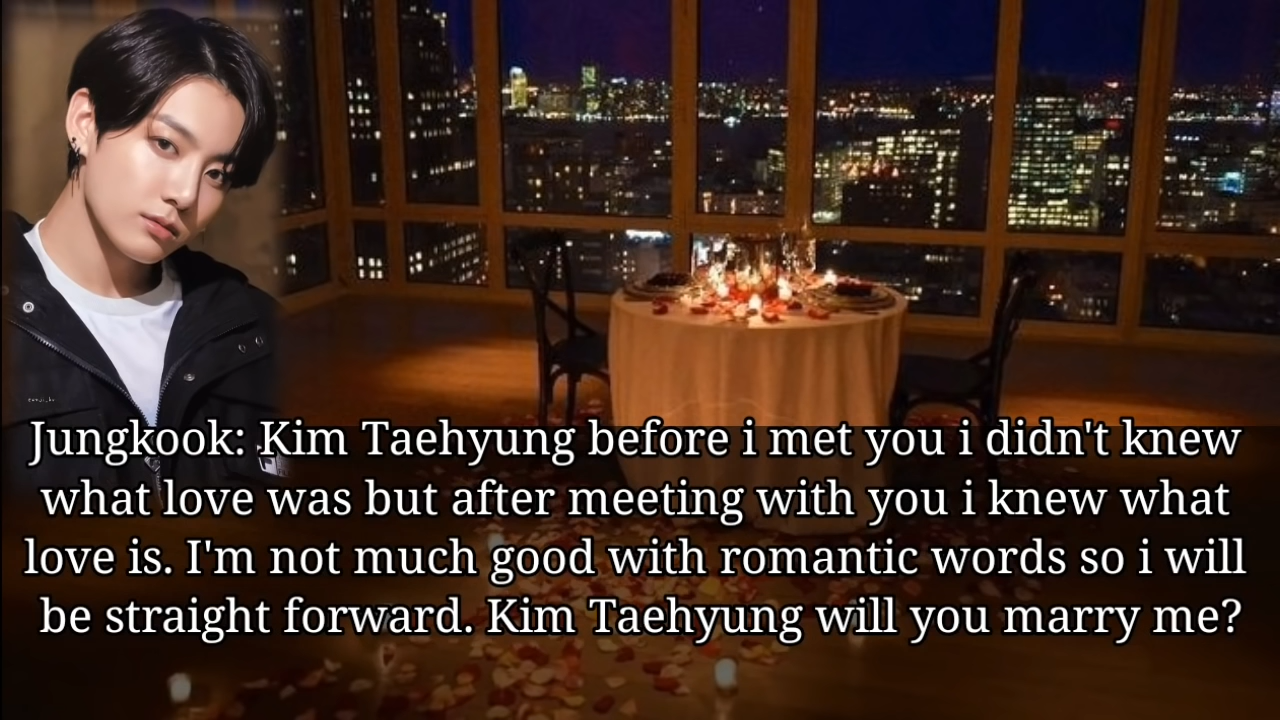 Jungkook: Kim Taehyung before i met you i didn't knew
what love was but after meeting with you i knew what
love is. I'm not much good with romantic words so i will
be straight forward. Kim Taehyung will you marry me?